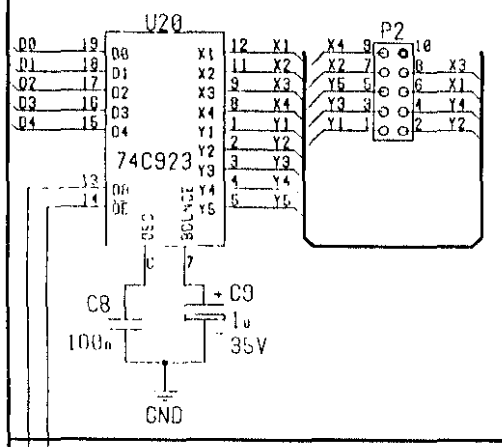 U20
P2
D0 19 D0 X1 12 X1
D1 18 D1 X2 11 X2
D2 17 D2 X3 9 X3
D3 16 D3 X4 8 X4
D4 15 D4 Y1 1 Y1
Y2 2 Y2
74C923 Y3 3 Y3
13 DA Y4 4 Y4
14 OE Y5 5 Y5
OSC BOUNCE
6 7
X4 9 10
X2 7 8 X3
Y5 5 6 X1
Y3 3 4 Y4
Y1 1 2 Y2
C8
100n
+ C9
1u
35V
GND